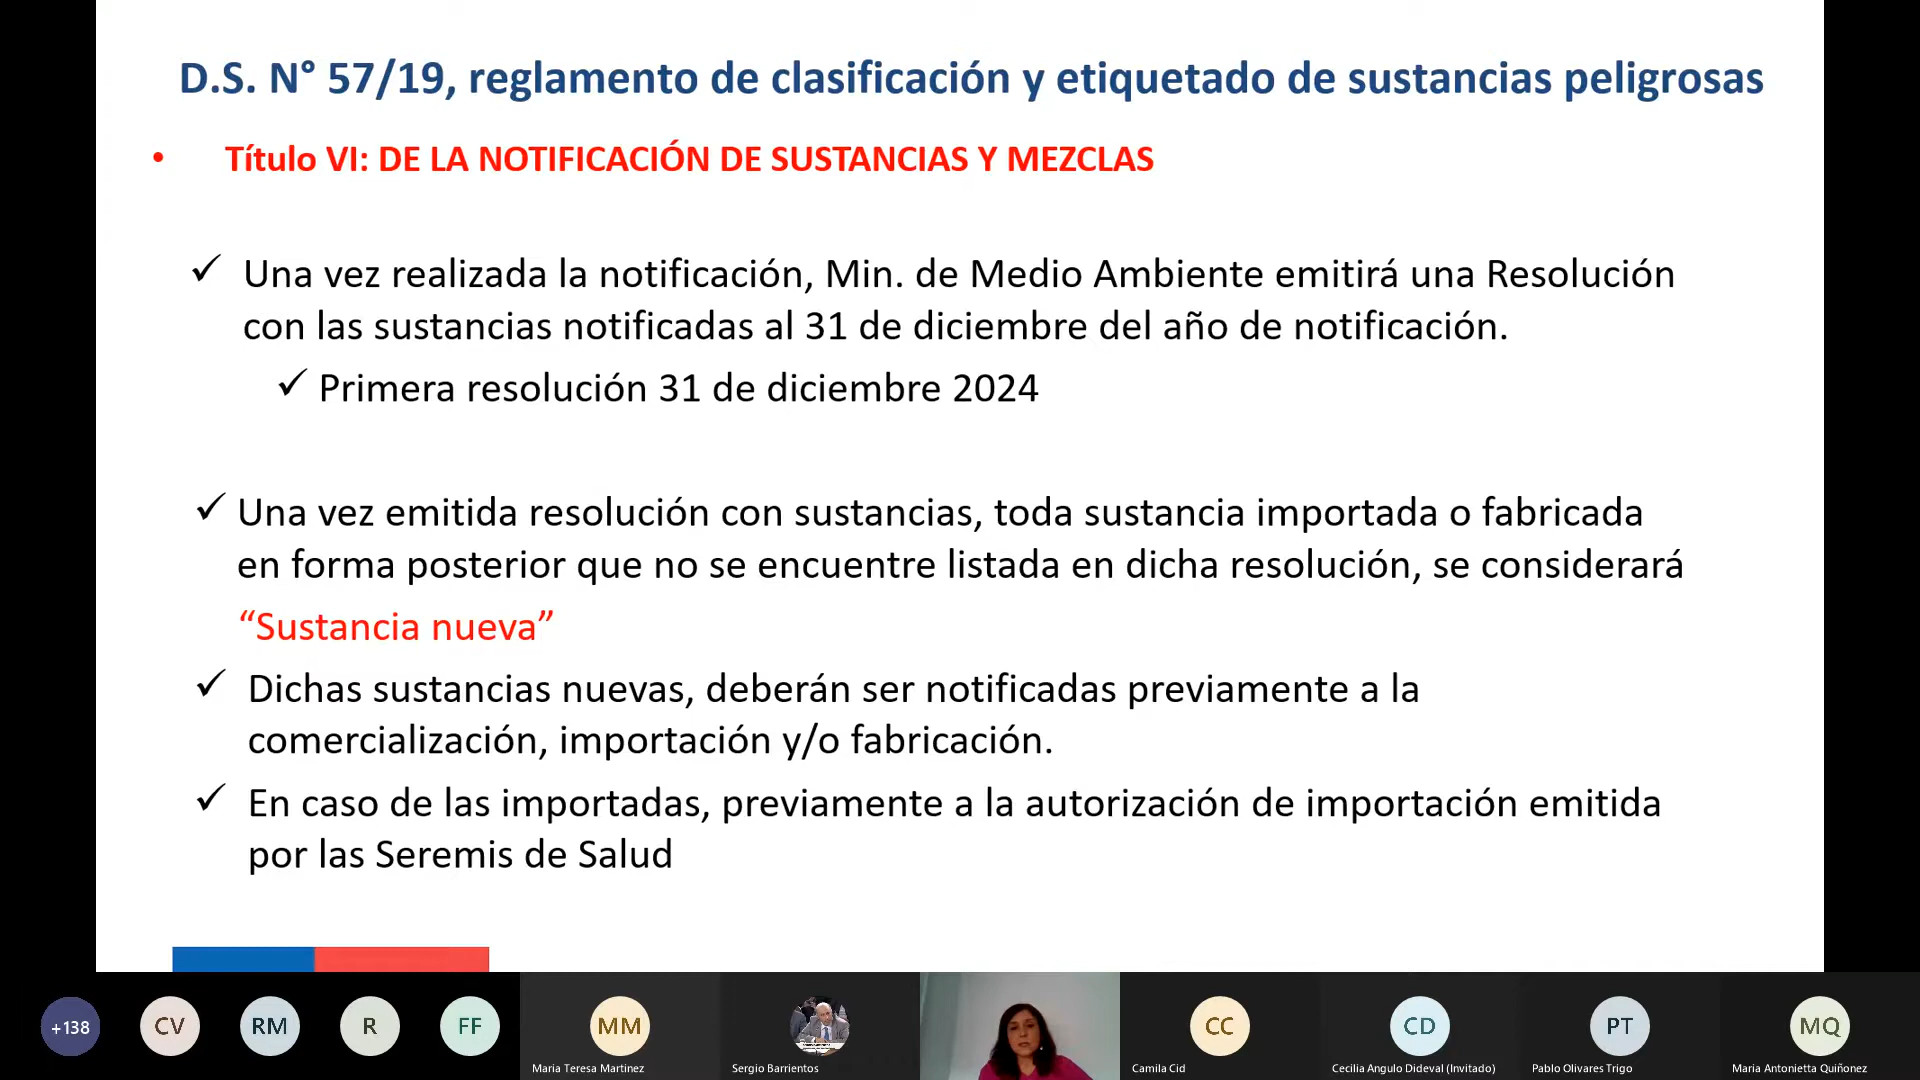 D.S. N° 57/19, reglamento de clasificación y etiquetado de sustancias peligrosas
• Título VI: DE LA NOTIFICACIÓN DE SUSTANCIAS Y MEZCLAS
✓ Una vez realizada la notificación, Min. de Medio Ambiente emitirá una Resolución
con las sustancias notificadas al 31 de diciembre del año de notificación.
✓ Primera resolución 31 de diciembre 2024
✓ Una vez emitida resolución con sustancias, toda sustancia importada o fabricada
en forma posterior que no se encuentre listada en dicha resolución, se considerará
“Sustancia nueva”
✓ Dichas sustancias nuevas, deberán ser notificadas previamente a la
comercialización, importación y/o fabricación.
✓ En caso de las importadas, previamente a la autorización de importación emitida
por las Seremis de Salud
+138 CV RM R FF MM CC CD PT MQ
Maria Teresa Martinez Sergio Barrientos Camila Cid Cecilia Angulo Dideval (Invitado) Pablo Olivares Trigo Maria Antonietta Quiñonez